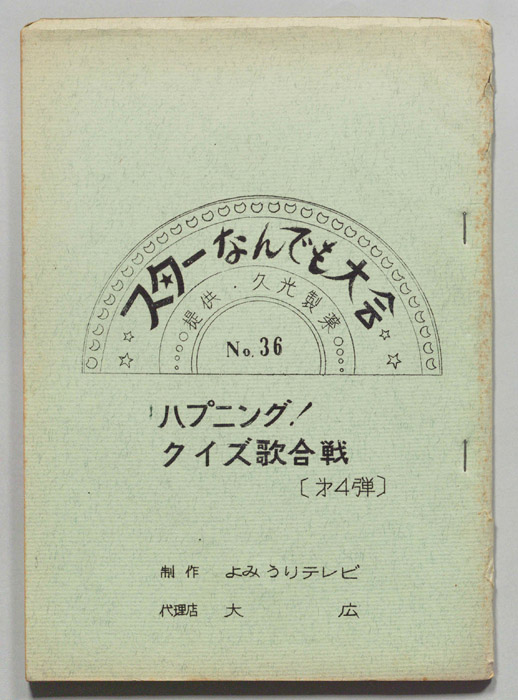 スターなんでも大会
提供・久光製薬
No.36
ハプニング!
クイズ歌合戦
〔才4弾〕
制作 よみうりテレビ
代理店 大広